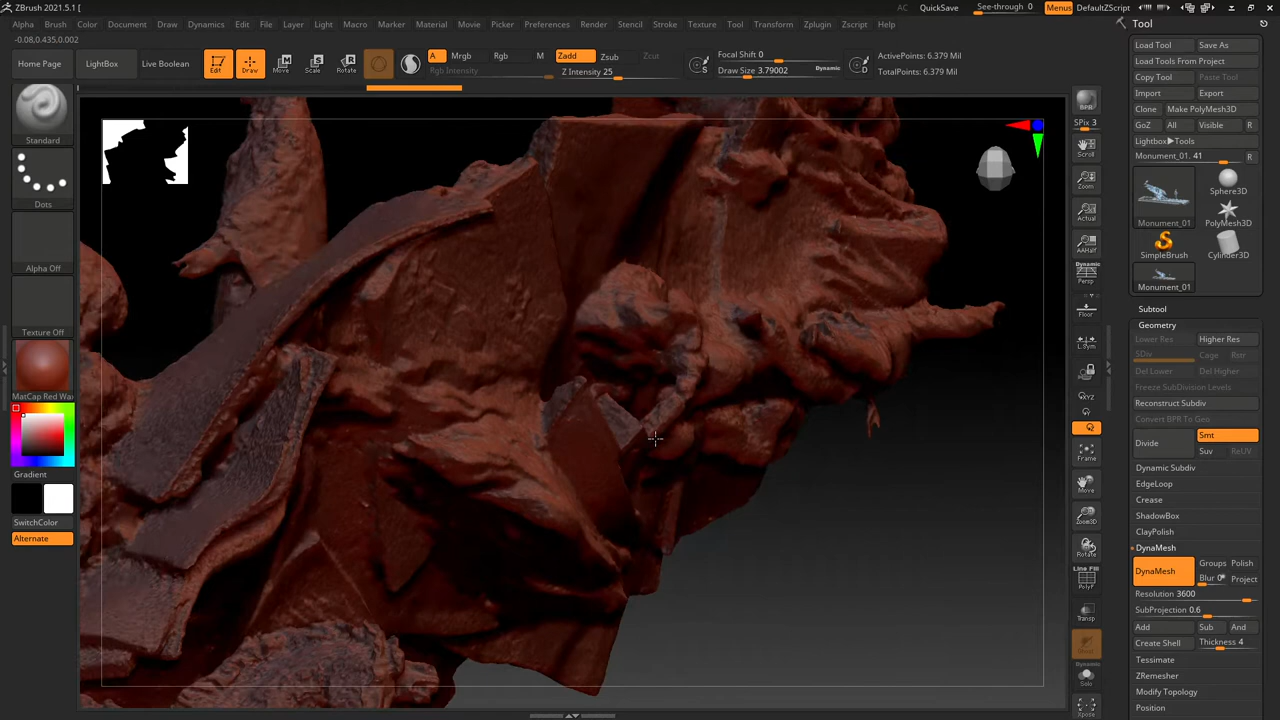 ZBrush 2021.5.1 [
AC
QuickSave
See-through 0
Menus
DefaultZScript
Alpha
Brush
Color
Document
Draw
Dynamics
Edit
File
Layer
Light
Macro
Marker
Material
Movie
Picker
Preferences
Render
Stencil
Stroke
Texture
Tool
Transform
Zplugin
Zscript
Help
-0.08,0.435,0.002
Home Page
LightBox
Live Boolean
Edit
Draw
Move
Scale
Rotate
A
Mrgb
Rgb
M
Rgb Intensity
Zadd
Zsub
Zcut
Z Intensity 25
S
Focal Shift 0
Draw Size 3.79002
Dynamic
D
ActivePoints: 6.379 Mil
TotalPoints: 6.379 Mil
Standard
Dots
Alpha Off
Texture Off
MatCap Red Wa
Gradient
SwitchColor
Alternate
BPR
SPix 3
Scroll
Zoom
Actual
AAHalf
Dynamic
Persp
Floor
L.Sym
XYZ
Frame
Move
Zoom3D
Rotate
Line Fill
PolyF
Transp
Dynamic
Solo
Xpose
Tool
Load Tool
Save As
Load Tools From Project
Copy Tool
Paste Tool
Import
Export
Clone
Make PolyMesh3D
GoZ
All
Visible
R
Lightbox▶Tools
Monument_01. 41
R
Monument_01
Sphere3D
PolyMesh3D
SimpleBrush
Cylinder3D
Monument_01
Subtool
Geometry
Lower Res
Higher Res
SDiv
Cage
Rstr
Del Lower
Del Higher
Freeze SubDivision Levels
Reconstruct Subdiv
Convert BPR To Geo
Divide
Smt
Suv
ReUV
Dynamic Subdiv
EdgeLoop
Crease
ShadowBox
ClayPolish
DynaMesh
DynaMesh
Groups
Polish
Blur 0
Project
Resolution 3600
SubProjection 0.6
Add
Sub
And
Create Shell
Thickness 4
Tessimate
ZRemesher
Modify Topology
Position